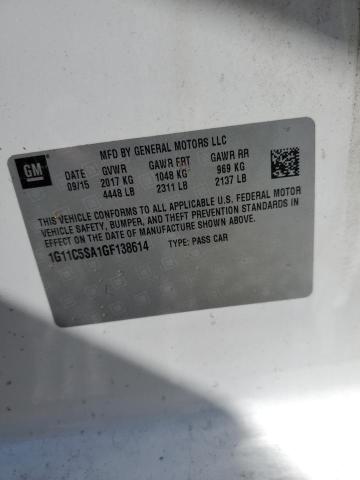 GM
MFD BY GENERAL MOTORS LLC
DATE GVWR GAWR FRT GAWR RR
09/15 2017 KG 1048 KG 969 KG
4448 LB 2311 LB 2137 LB
THIS VEHICLE CONFORMS TO ALL APPLICABLE U.S. FEDERAL MOTOR
VEHICLE SAFETY, BUMPER, AND THEFT PREVENTION STANDARDS IN
EFFECT ON THE DATE OF MANUFACTURE SHOWN ABOVE.
1G11C5SA1GF138614 TYPE: PASS CAR